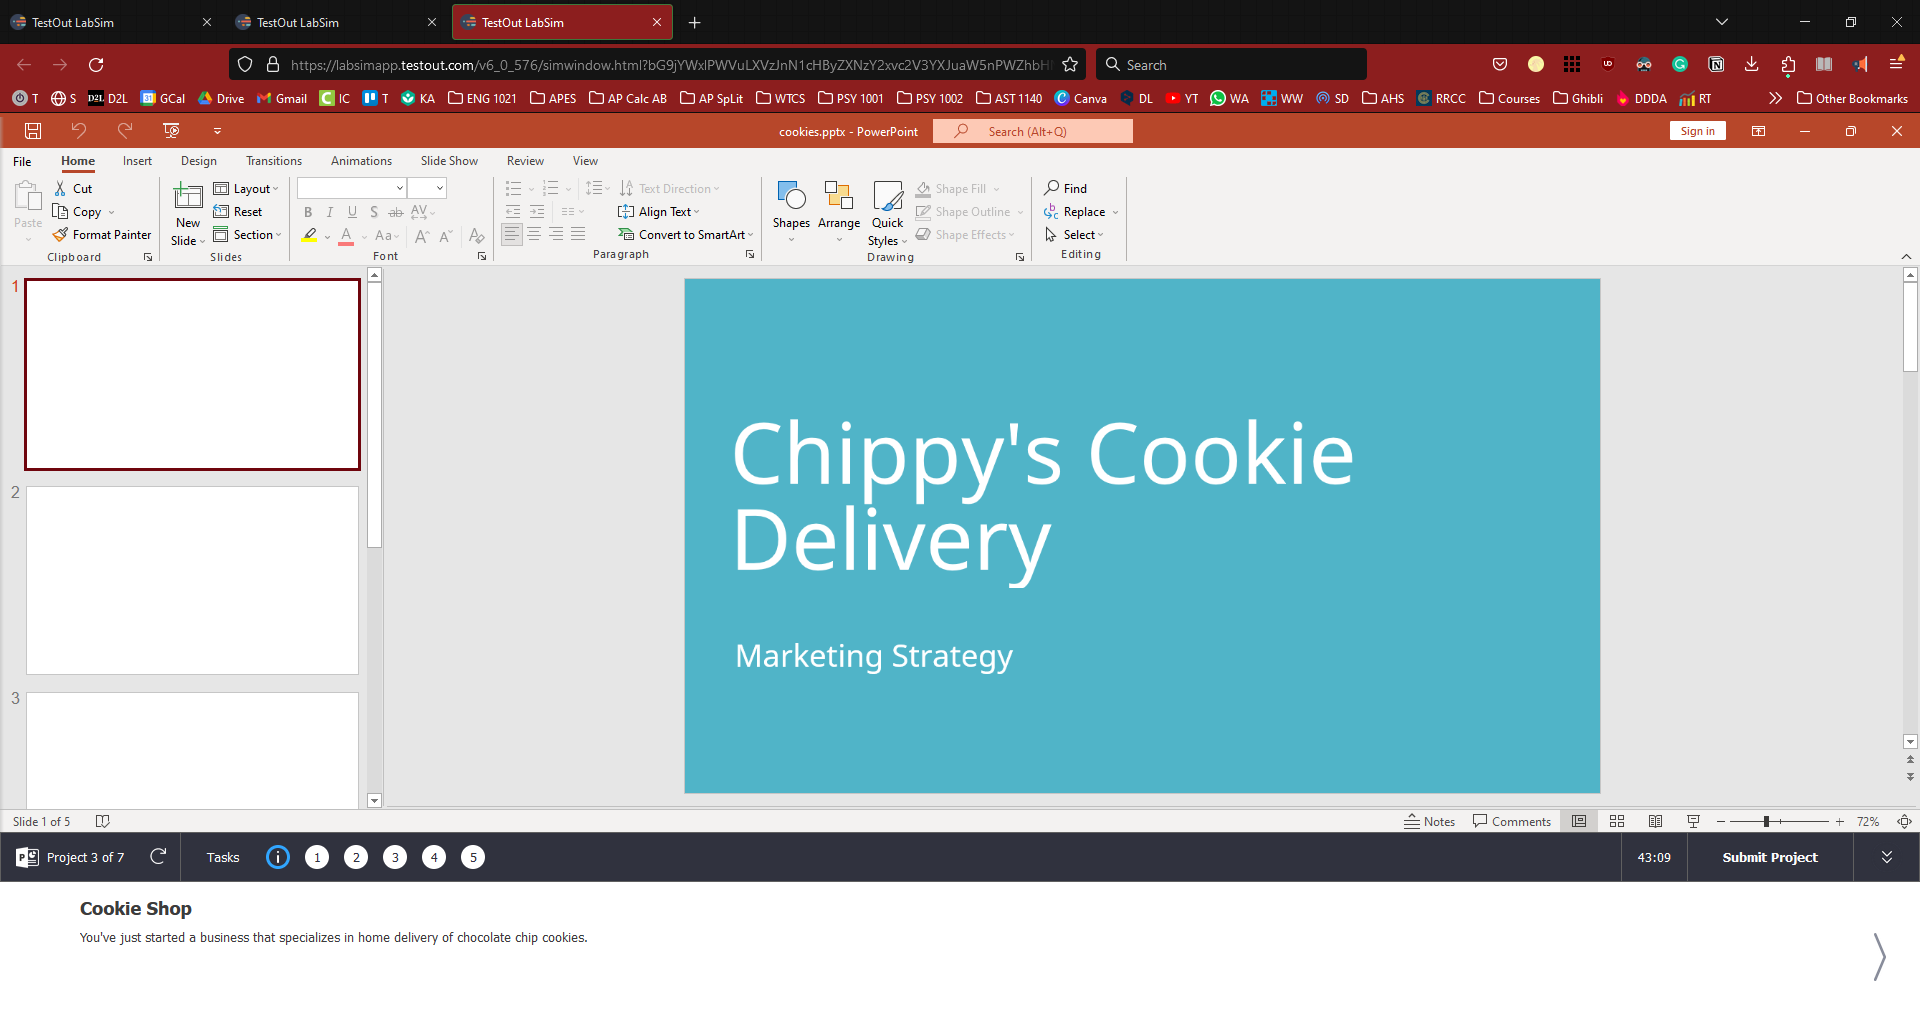 TestOut LabSim
TestOut LabSim
TestOut LabSim
https://labsimapp.testout.com/v6_0_576/simwindow.html?bG9jYWxlPWVuLXVzJnN1cHByZXNzY2xvc2V3YXJuaW5nPWZhbHN
Search
T S D2L D2L GCal Drive Gmail IC T KA ENG 1021 APES AP Calc AB AP SpLit WTCS PSY 1001 PSY 1002 AST 1140 Canva DL YT WA WW SD AHS RRCC Courses Ghibli DDDA RT Other Bookmarks
cookies.pptx - PowerPoint
Search (Alt+Q)
Sign in
File Home Insert Design Transitions Animations Slide Show Review View
Paste
Cut
Copy
Format Painter
Clipboard
New
Slide
Layout
Reset
Section
Slides
B I U S ab AV
A Aa A A A
Font
Text Direction
Align Text
Convert to SmartArt
Paragraph
Shapes
Arrange
Quick
Styles
Shape Fill
Shape Outline
Shape Effects
Drawing
Find
Replace
Select
Editing
1
2
3
Chippy's Cookie
Delivery
Marketing Strategy
Slide 1 of 5
Notes
Comments
72%
Project 3 of 7
Tasks
i 1 2 3 4 5
43:09
Submit Project
Cookie Shop
You've just started a business that specializes in home delivery of chocolate chip cookies.